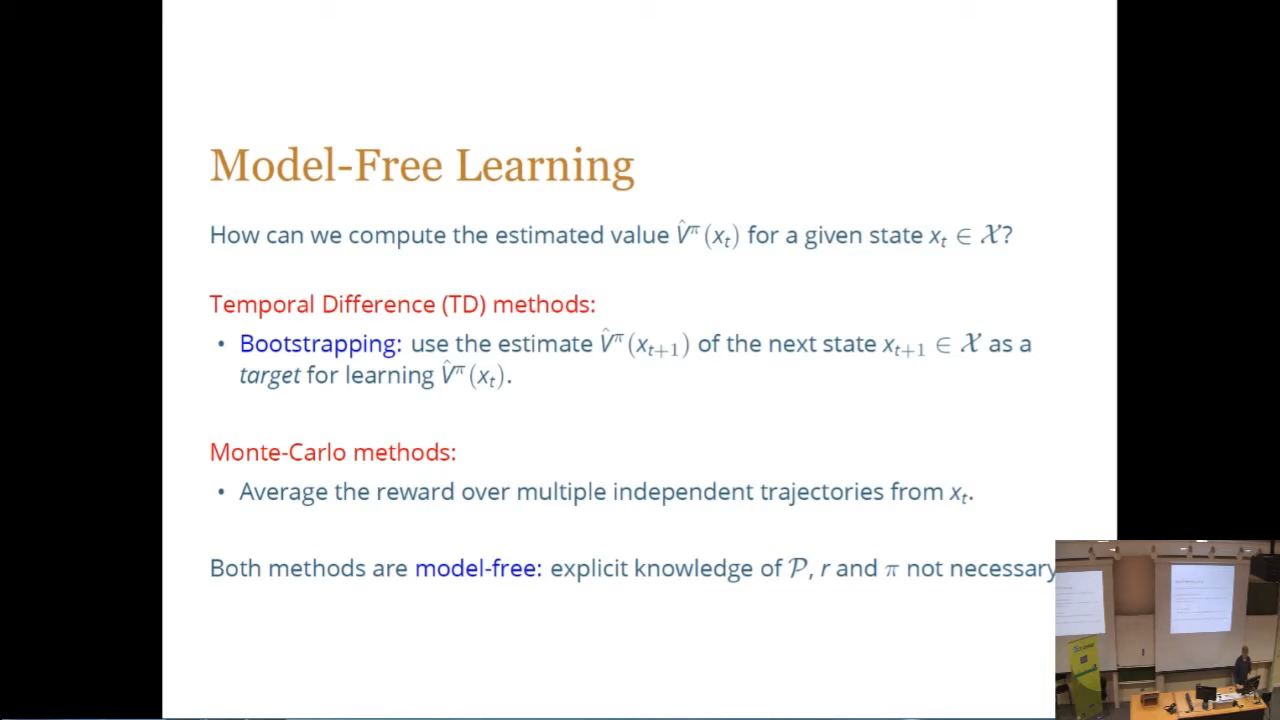 Model-Free Learning
How can we compute the estimated value V̂^π(x_t) for a given state x_t ∈ 𝒳?
Temporal Difference (TD) methods:
• Bootstrapping: use the estimate V̂^π(x_{t+1}) of the next state x_{t+1} ∈ 𝒳 as a
target for learning V̂^π(x_t).
Monte-Carlo methods:
• Average the reward over multiple independent trajectories from x_t.
Both methods are model-free: explicit knowledge of 𝒫, r and π not necessary